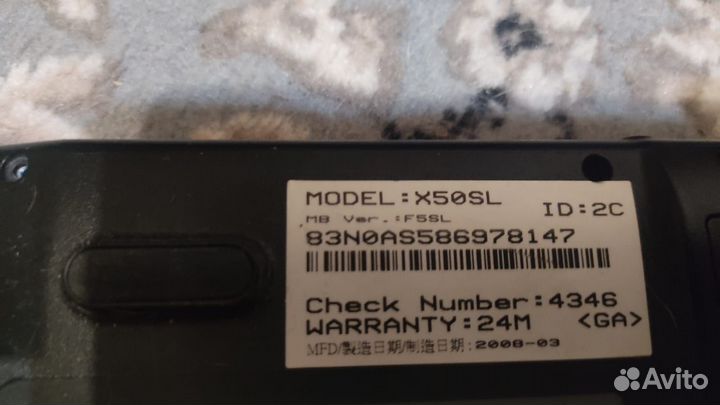 MODEL:X50SL
MB Ver.:F5SL
ID:2C
83N0AS586978147
Check Number:4346
WARRANTY:24M <GA>
MFD/製造日期/制造日期:2008-03
Avito